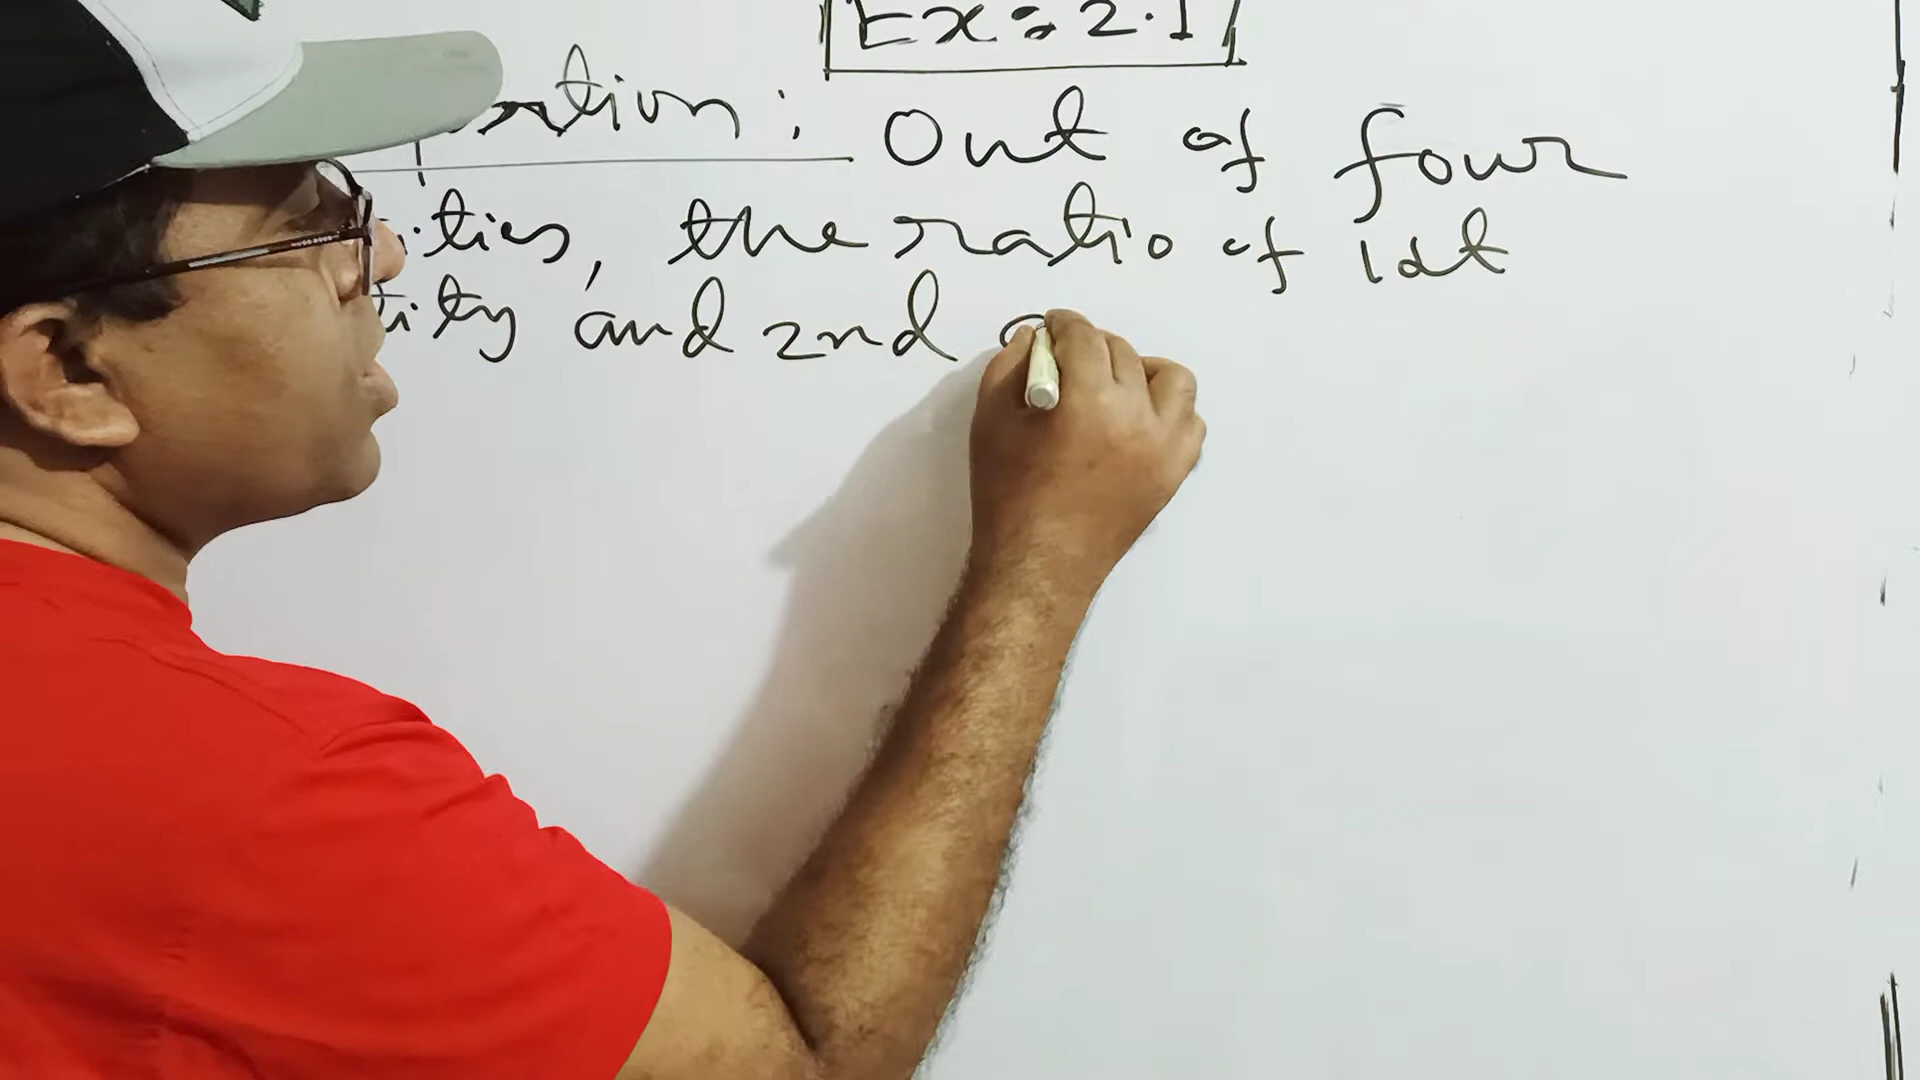 Ex: 2.1
Out of four
the ratio of 1st
and 2nd